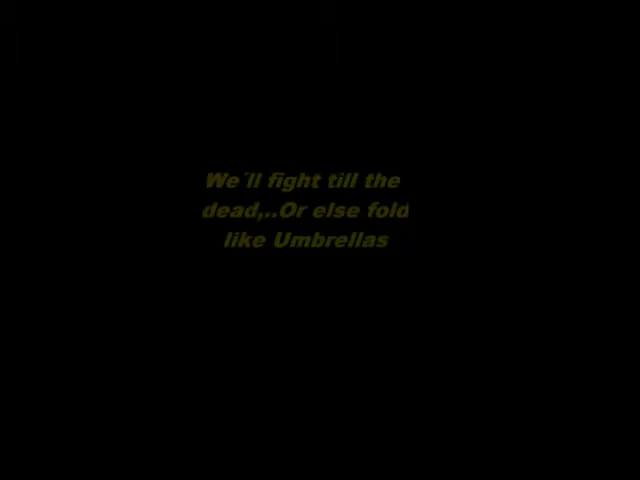 We´ll fight till the
dead,..Or else fold
like Umbrellas